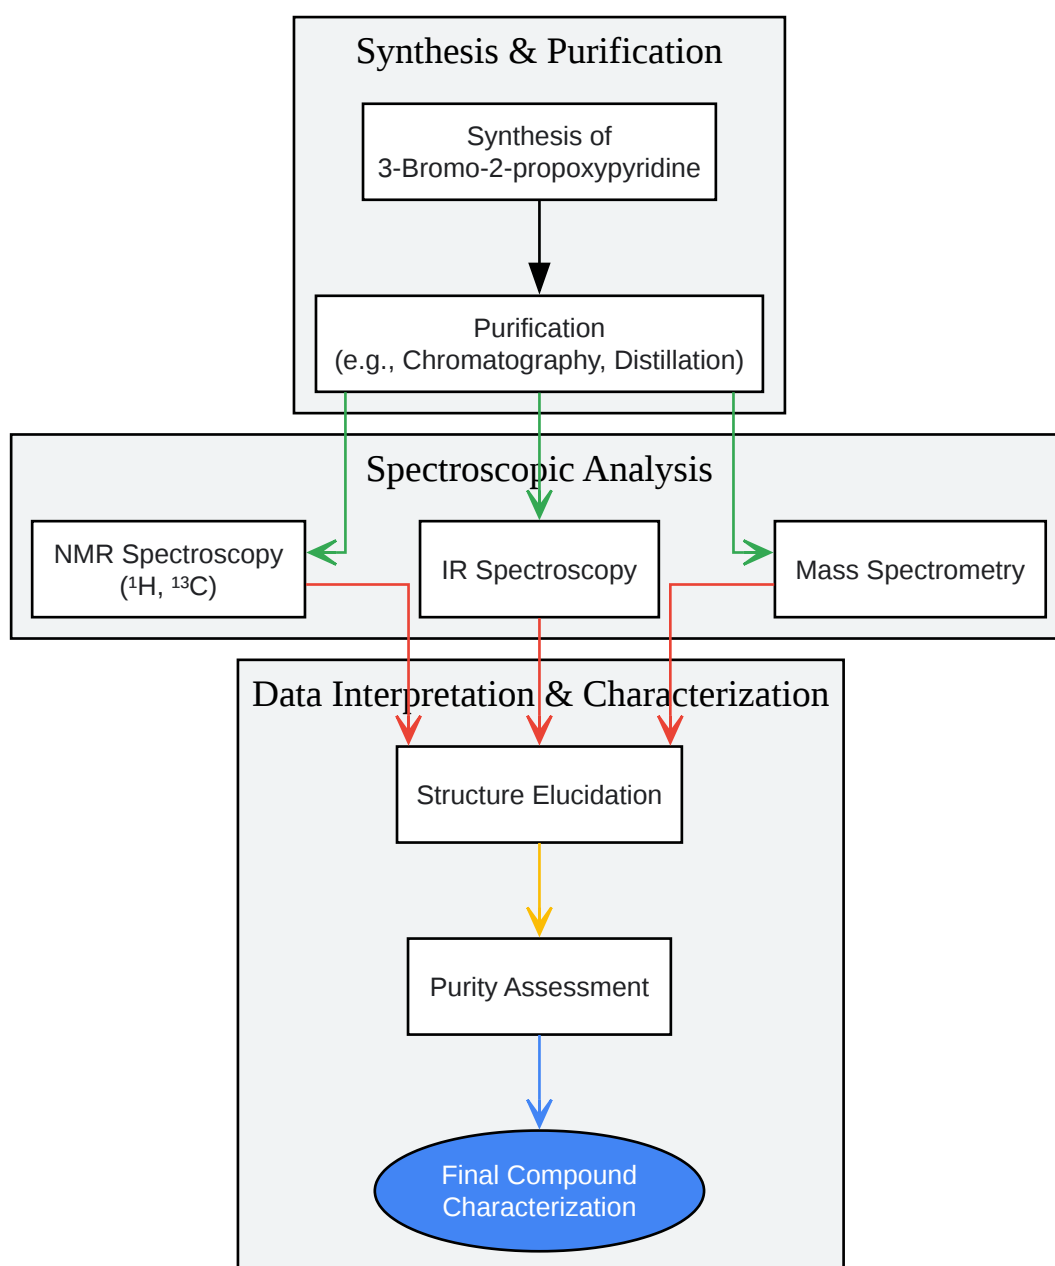 Synthesis & Purification
Synthesis of
3-Bromo-2-propoxypyridine
Purification
(e.g., Chromatography, Distillation)
Spectroscopic Analysis
NMR Spectroscopy
(¹H, ¹³C)
IR Spectroscopy
Mass Spectrometry
Data Interpretation & Characterization
Structure Elucidation
Purity Assessment
Final Compound
Characterization